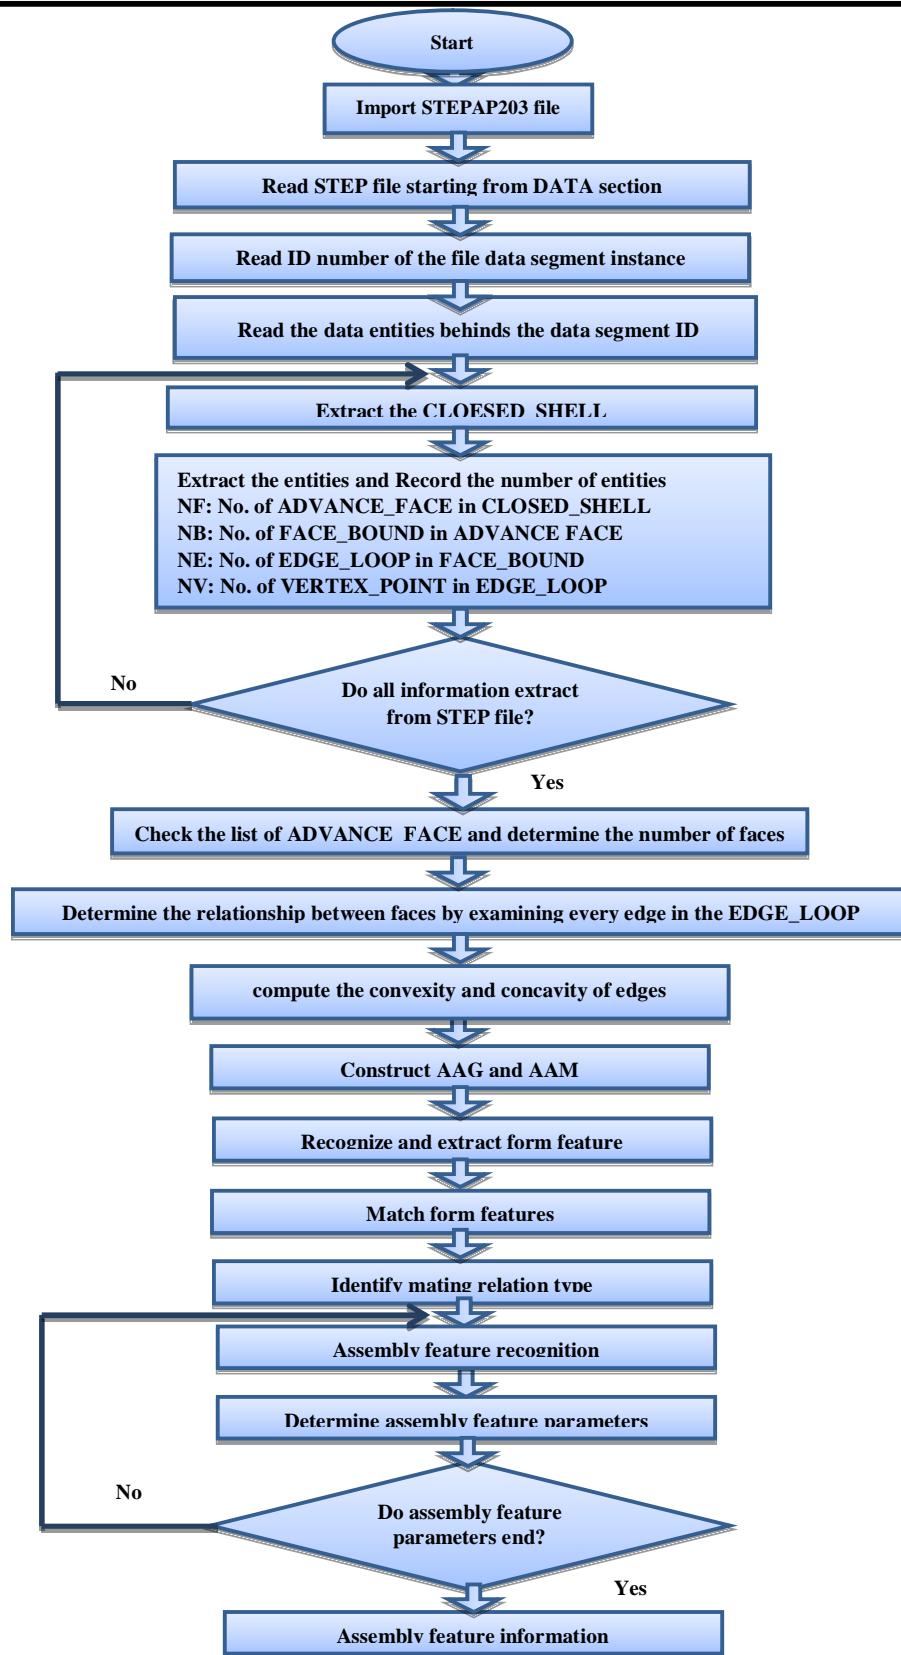 Start
Import STEPAP203 file
Read STEP file starting from DATA section
Read ID number of the file data segment instance
Read the data entities behinds the data segment ID
Extract the CLOESED_SHELL
Extract the entities and Record the number of entities
NF: No. of ADVANCE_FACE in CLOSED_SHELL
NB: No. of FACE_BOUND in ADVANCE FACE
NE: No. of EDGE_LOOP in FACE_BOUND
NV: No. of VERTEX_POINT in EDGE_LOOP
No
Do all information extract
from STEP file?
Yes
Check the list of ADVANCE_FACE and determine the number of faces
Determine the relationship between faces by examining every edge in the EDGE_LOOP
compute the convexity and concavity of edges
Construct AAG and AAM
Recognize and extract form feature
Match form features
Identify mating relation type
Assembly feature recognition
Determine assembly feature parameters
No
Do assembly feature
parameters end?
Yes
Assembly feature information